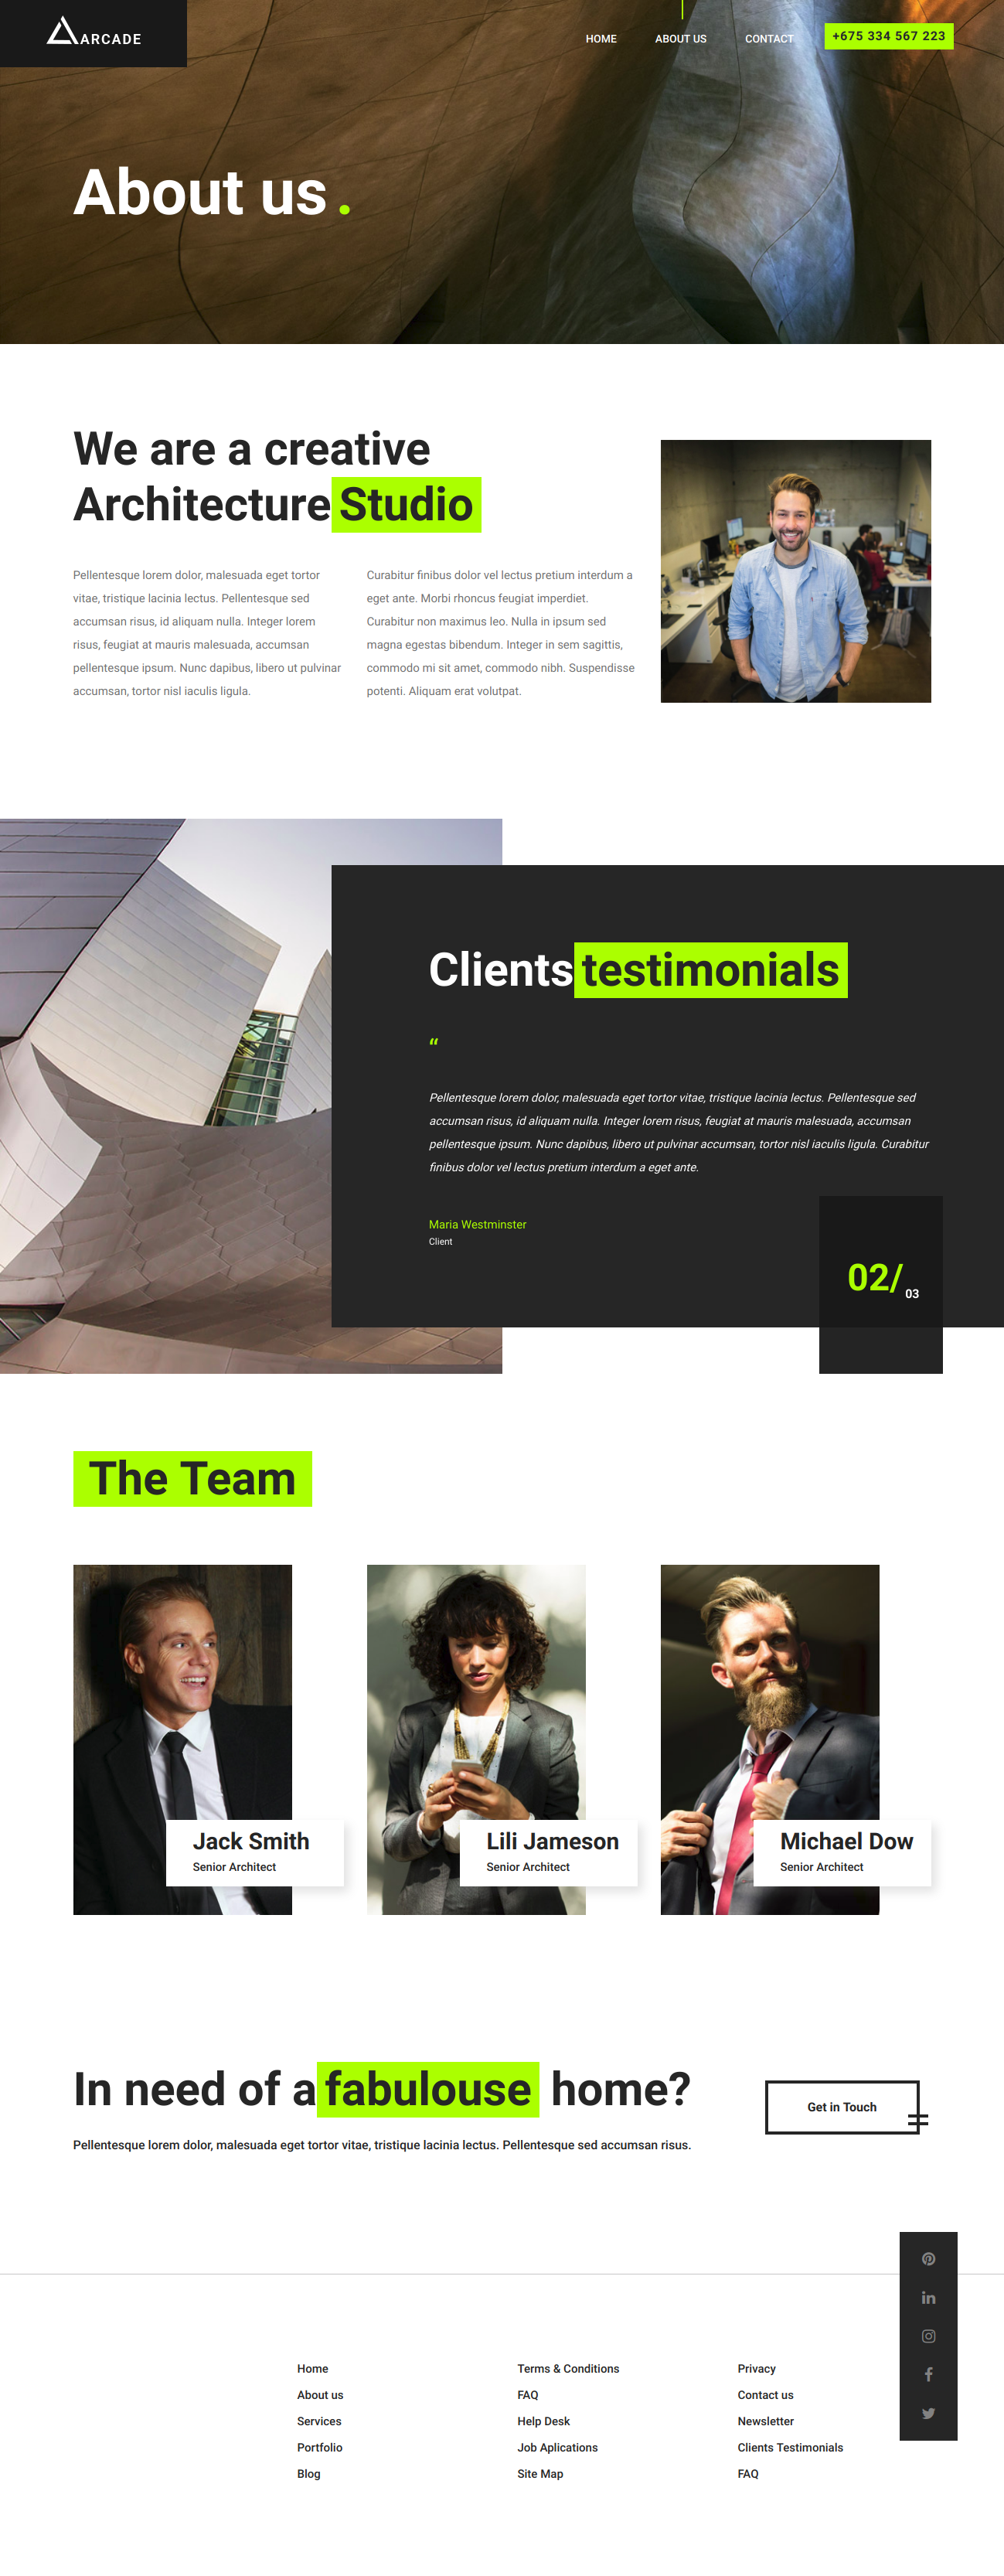 ARCADE
HOME ABOUT US CONTACT +675 334 567 223
About us .
We are a creative
Architecture Studio
Pellentesque lorem dolor, malesuada eget tortor
vitae, tristique lacinia lectus. Pellentesque sed
accumsan risus, id aliquam nulla. Integer lorem
risus, feugiat at mauris malesuada, accumsan
pellentesque ipsum. Nunc dapibus, libero ut pulvinar
accumsan, tortor nisl iaculis ligula.
Curabitur finibus dolor vel lectus pretium interdum a
eget ante. Morbi rhoncus feugiat imperdiet.
Curabitur non maximus leo. Nulla in ipsum sed
magna egestas bibendum. Integer in sem sagittis,
commodo mi sit amet, commodo nibh. Suspendisse
potenti. Aliquam erat volutpat.
Clients testimonials
“
Pellentesque lorem dolor, malesuada eget tortor vitae, tristique lacinia lectus. Pellentesque sed
accumsan risus, id aliquam nulla. Integer lorem risus, feugiat at mauris malesuada, accumsan
pellentesque ipsum. Nunc dapibus, libero ut pulvinar accumsan, tortor nisl iaculis ligula. Curabitur
finibus dolor vel lectus pretium interdum a eget ante.
Maria Westminster
Client
02/ 03
The Team
Jack Smith
Senior Architect
Lili Jameson
Senior Architect
Michael Dow
Senior Architect
In need of a fabulouse home?
Pellentesque lorem dolor, malesuada eget tortor vitae, tristique lacinia lectus. Pellentesque sed accumsan risus.
Get in Touch
Home
About us
Services
Portfolio
Blog
Terms & Conditions
FAQ
Help Desk
Job Aplications
Site Map
Privacy
Contact us
Newsletter
Clients Testimonials
FAQ